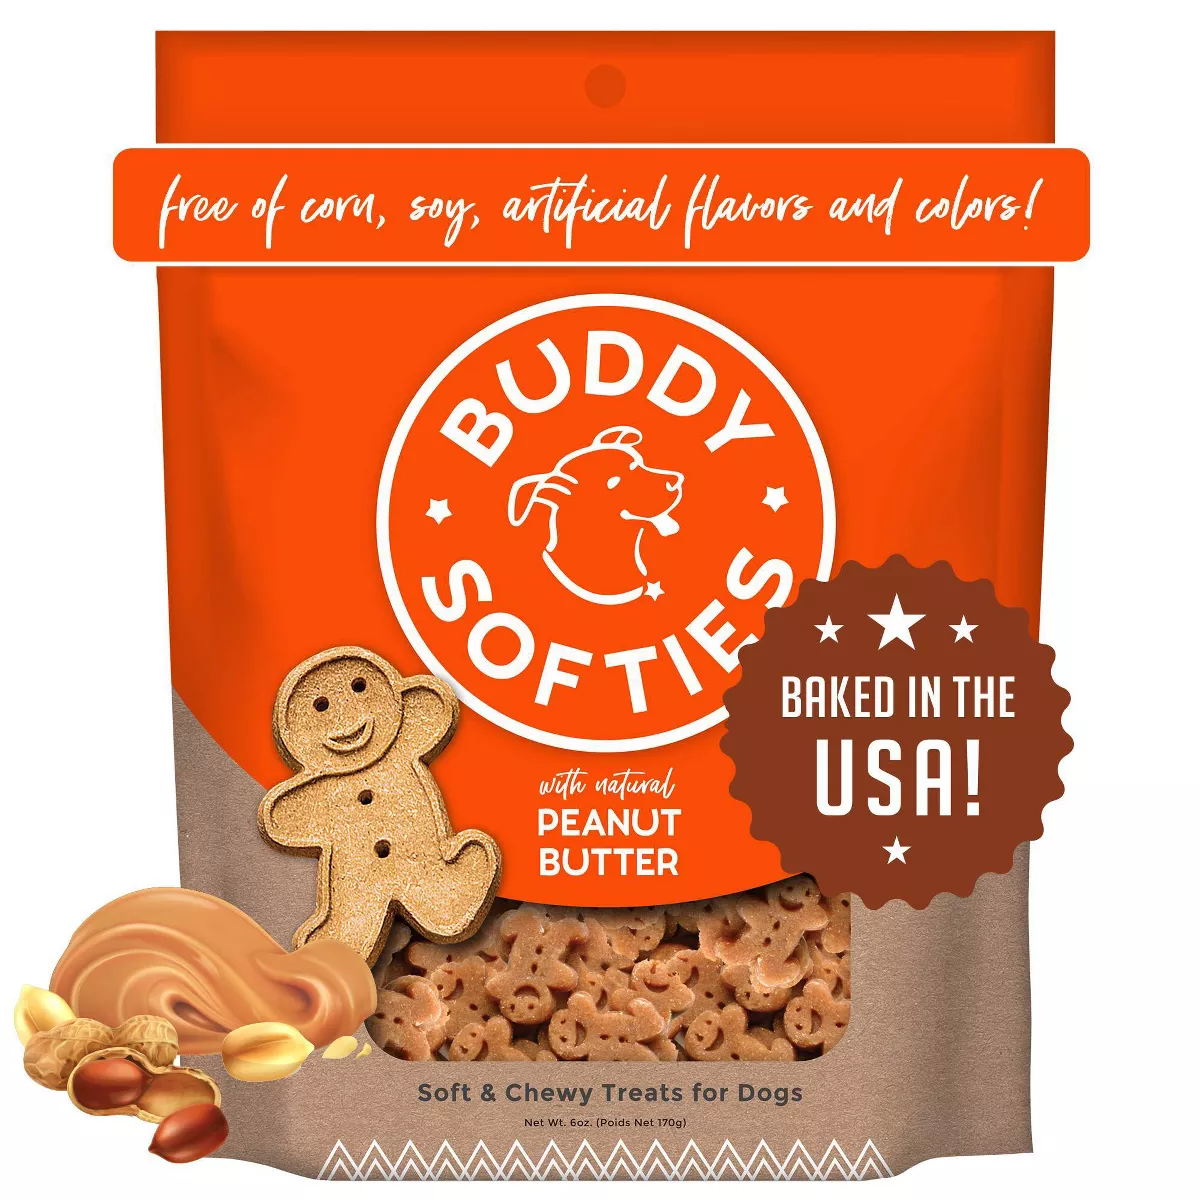 free of corn, soy, artificial flavors and colors!
BUDDY
SOFTIES
with natural
PEANUT
BUTTER
BAKED IN THE
USA!
Soft & Chewy Treats for Dogs
Net Wt. 6oz. (Poids Net 170g)